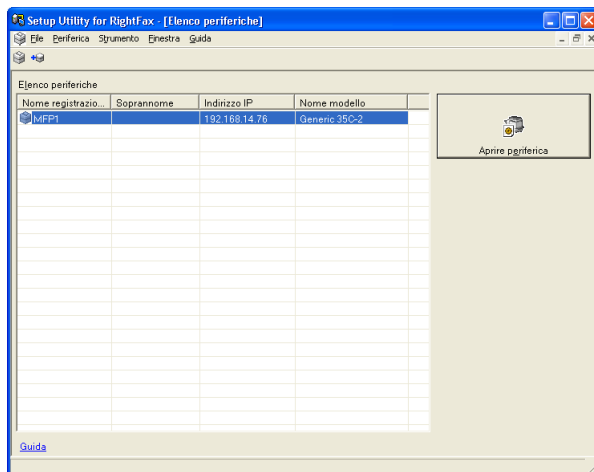 Setup Utility for RightFax - [Elenco periferiche]
File Periferica Strumento Finestra Guida
Elenco periferiche
Nome registrazio... Soprannome Indirizzo IP Nome modello
MFP1 192.168.14.76 Generic 35C-2
Aprire periferica
Guida